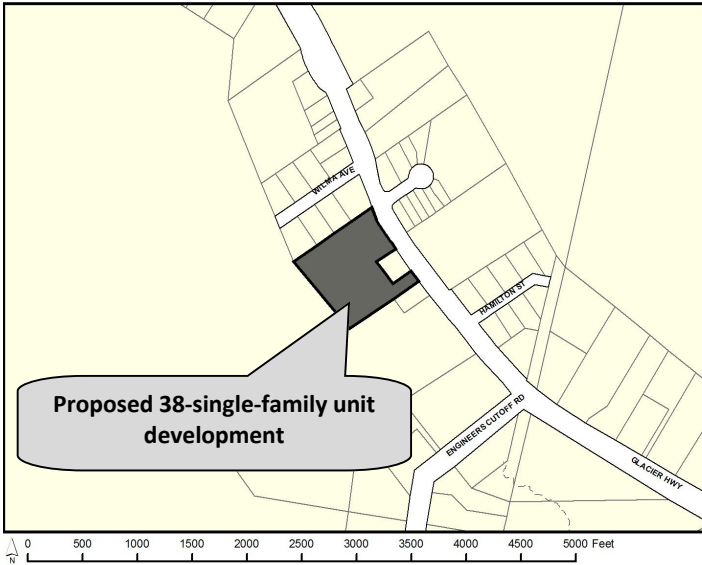 WILMA AVE
HAMILTON ST
Proposed 38-single-family unit
development
ENGINEERS CUTOFF RD
GLACIER HWY
0 500 1000 1500 2000 2500 3000 3500 4000 4500 5000 Feet
N